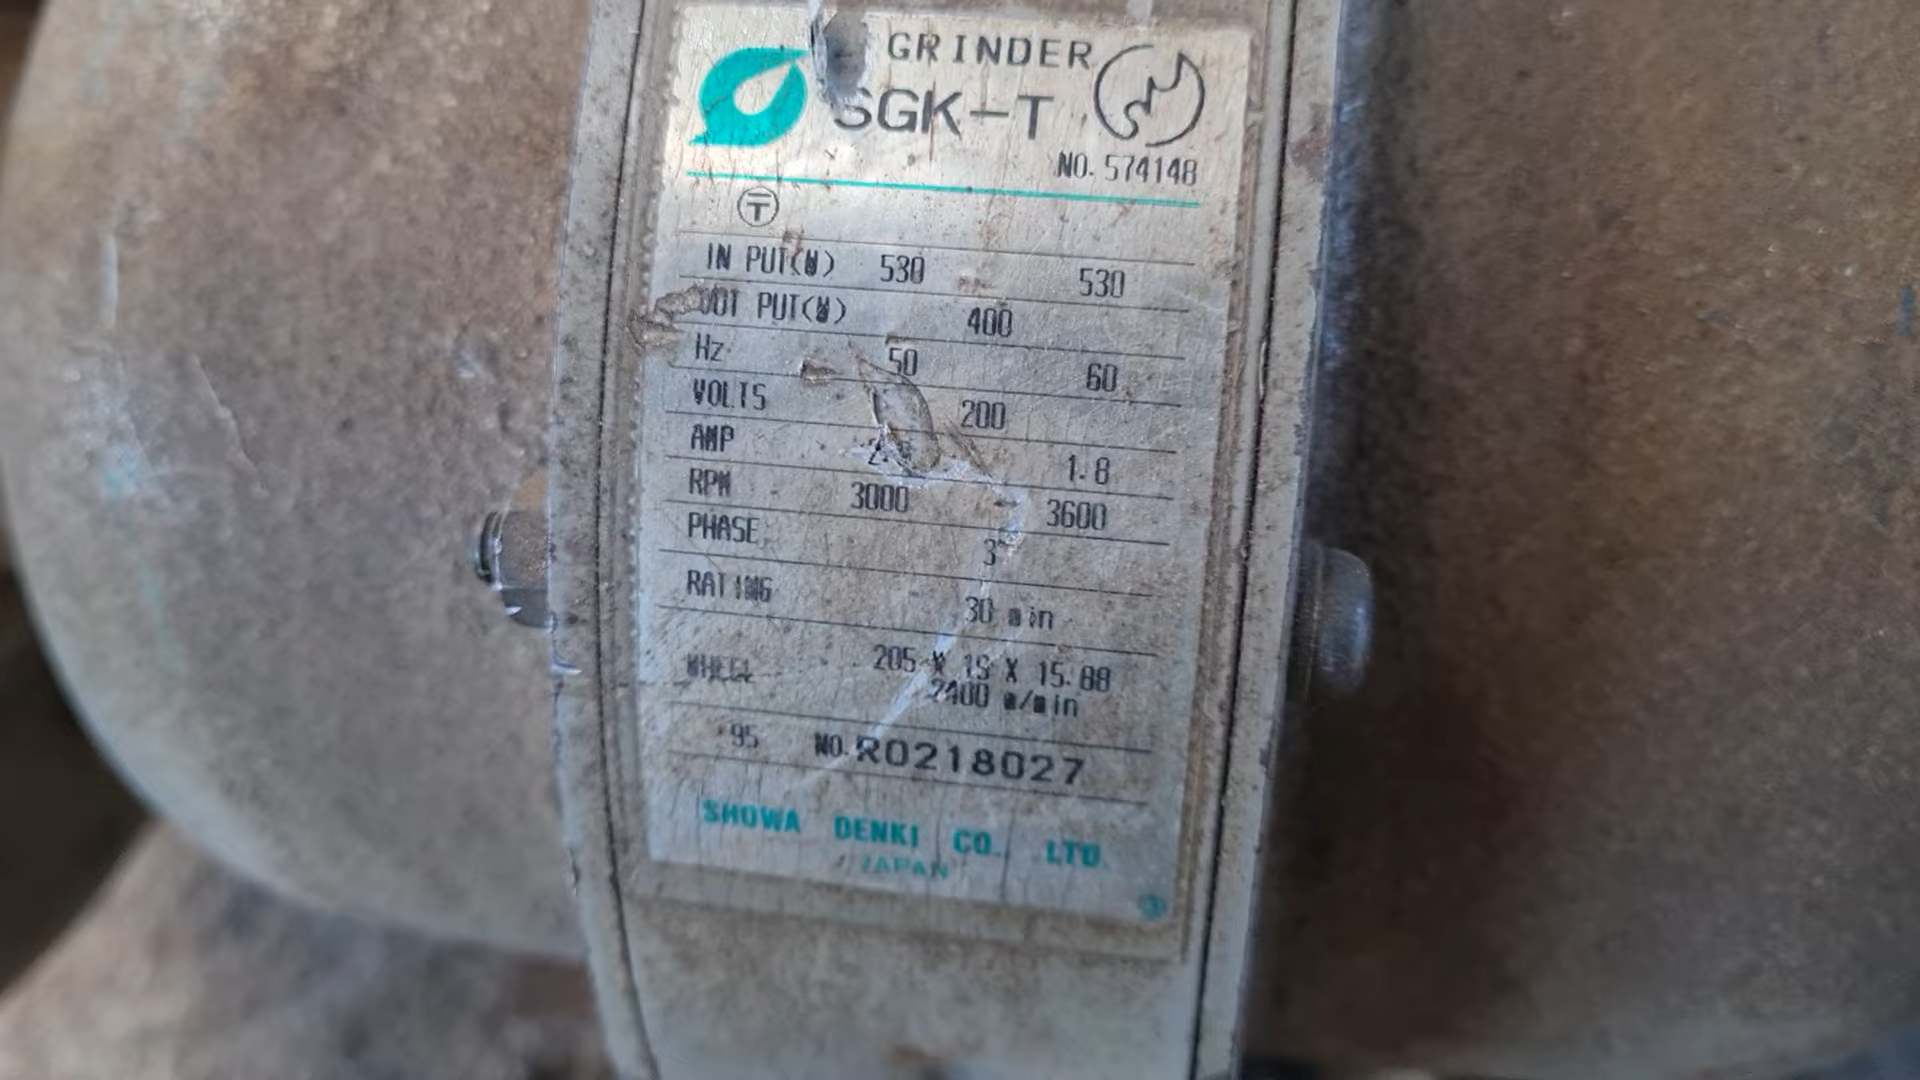 GRINDER
SGK-T
NO. 574148
T
IN PUT(W) 530 530
OUT PUT(W) 400
Hz 50 60
VOLTS 200
AMP 1.8
RPM 3000 3600
PHASE 3
RATING 30 min
WHEEL 205 X 19 X 15.88
2400 m/min
'95 NO. R0218027
SHOWA DENKI CO., LTD.
JAPAN